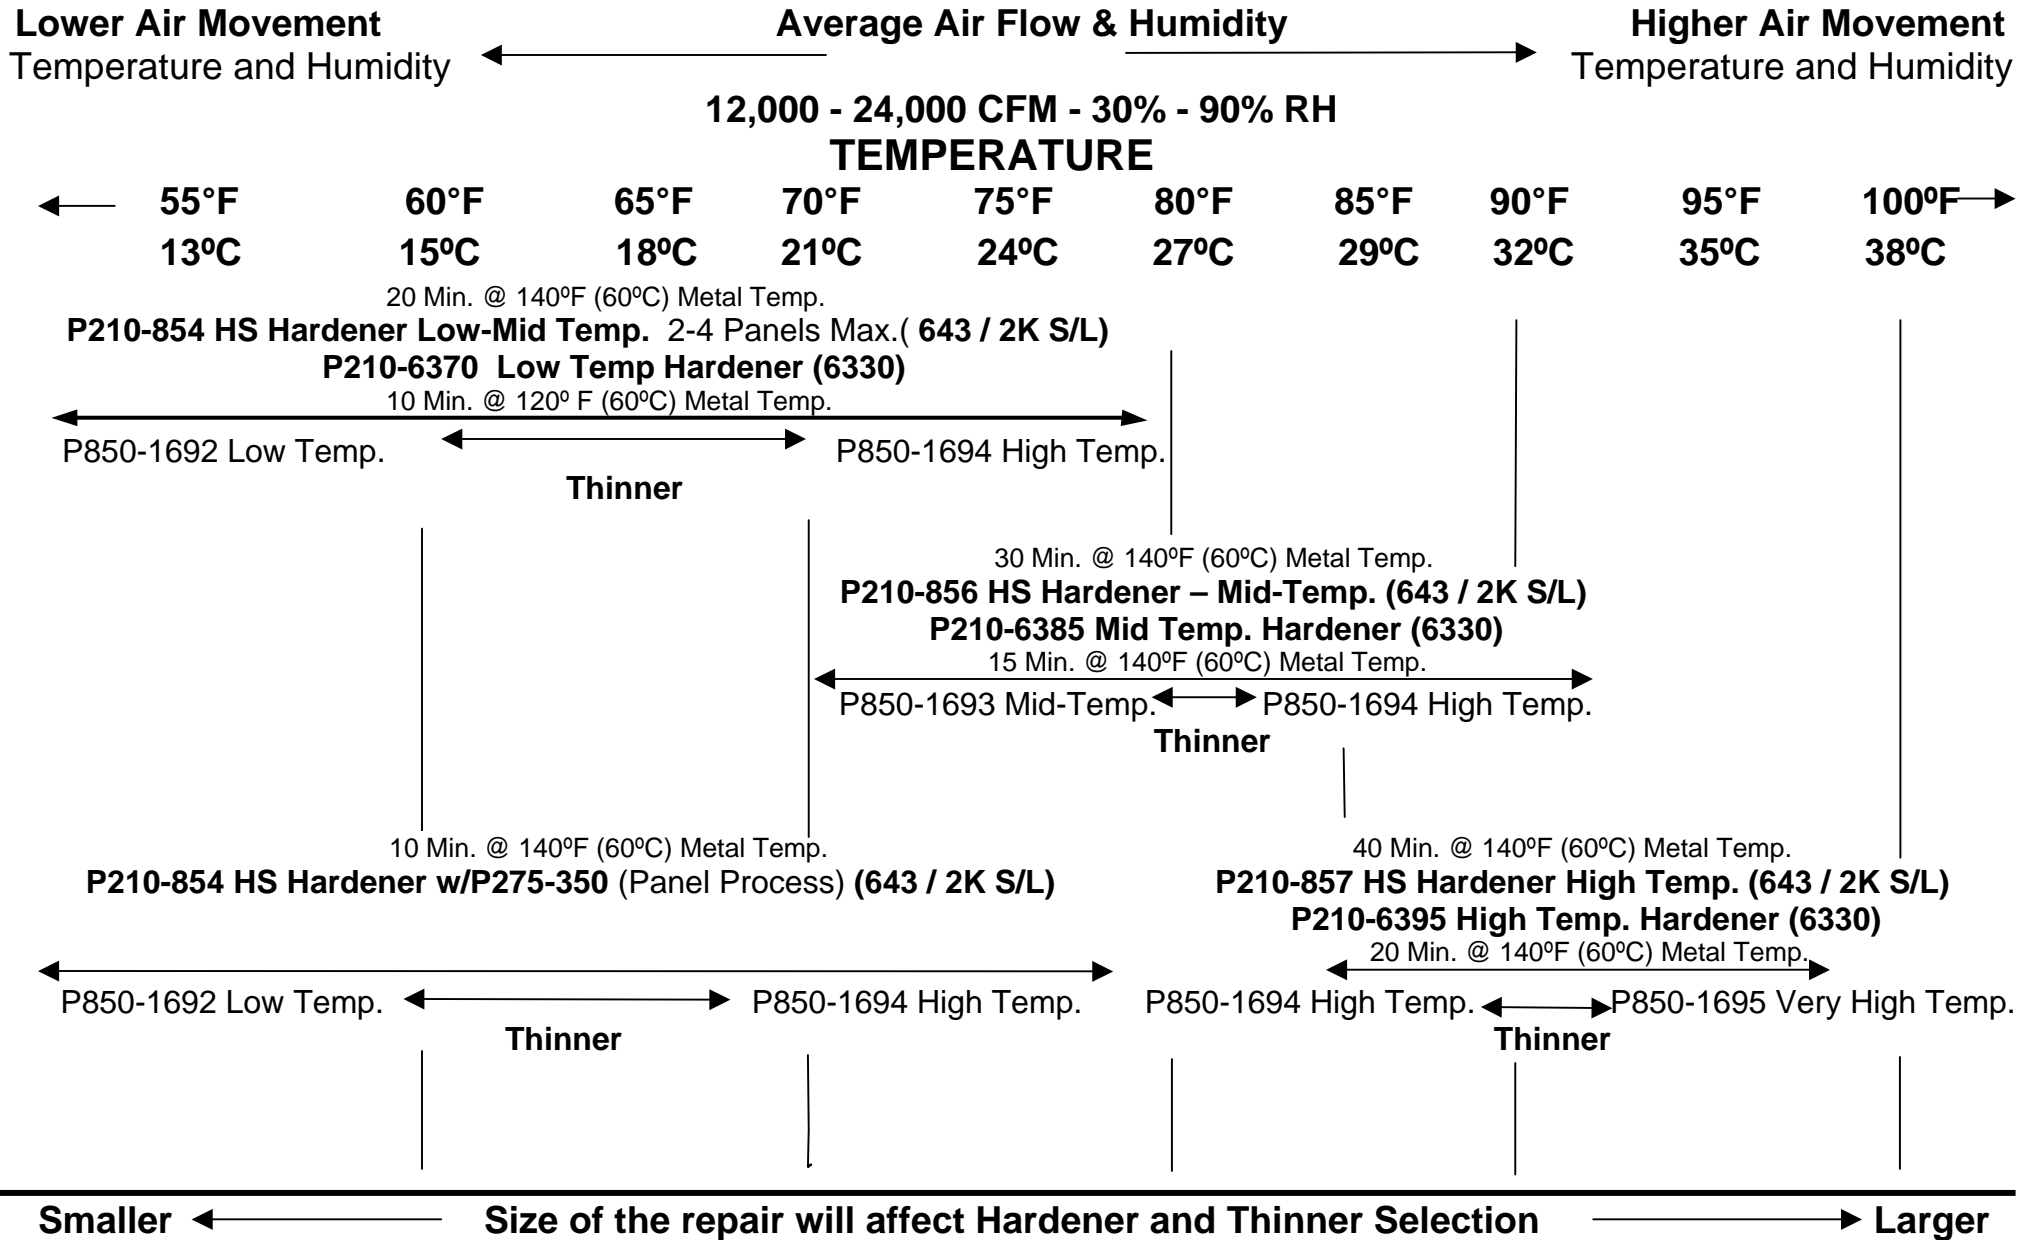 Lower Air Movement Average Air Flow & Humidity Higher Air Movement
Temperature and Humidity Temperature and Humidity
12,000 - 24,000 CFM - 30% - 90% RH
TEMPERATURE
55°F 60°F 65°F 70°F 75°F 80°F 85°F 90°F 95°F 100ºF
13ºC 15ºC 18ºC 21ºC 24ºC 27ºC 29ºC 32ºC 35ºC 38ºC
20 Min. @ 140ºF (60ºC) Metal Temp.
P210-854 HS Hardener Low-Mid Temp. 2-4 Panels Max.( 643 / 2K S/L)
P210-6370 Low Temp Hardener (6330)
10 Min. @ 120º F (60ºC) Metal Temp.
P850-1692 Low Temp. P850-1694 High Temp.
Thinner
30 Min. @ 140ºF (60ºC) Metal Temp.
P210-856 HS Hardener – Mid-Temp. (643 / 2K S/L)
P210-6385 Mid Temp. Hardener (6330)
15 Min. @ 140ºF (60ºC) Metal Temp.
P850-1693 Mid-Temp. P850-1694 High Temp.
Thinner
10 Min. @ 140ºF (60ºC) Metal Temp.
P210-854 HS Hardener w/P275-350 (Panel Process) (643 / 2K S/L)
P850-1692 Low Temp. P850-1694 High Temp.
Thinner
40 Min. @ 140ºF (60ºC) Metal Temp.
P210-857 HS Hardener High Temp. (643 / 2K S/L)
P210-6395 High Temp. Hardener (6330)
20 Min. @ 140ºF (60ºC) Metal Temp.
P850-1694 High Temp. P850-1695 Very High Temp.
Thinner
Smaller Size of the repair will affect Hardener and Thinner Selection Larger